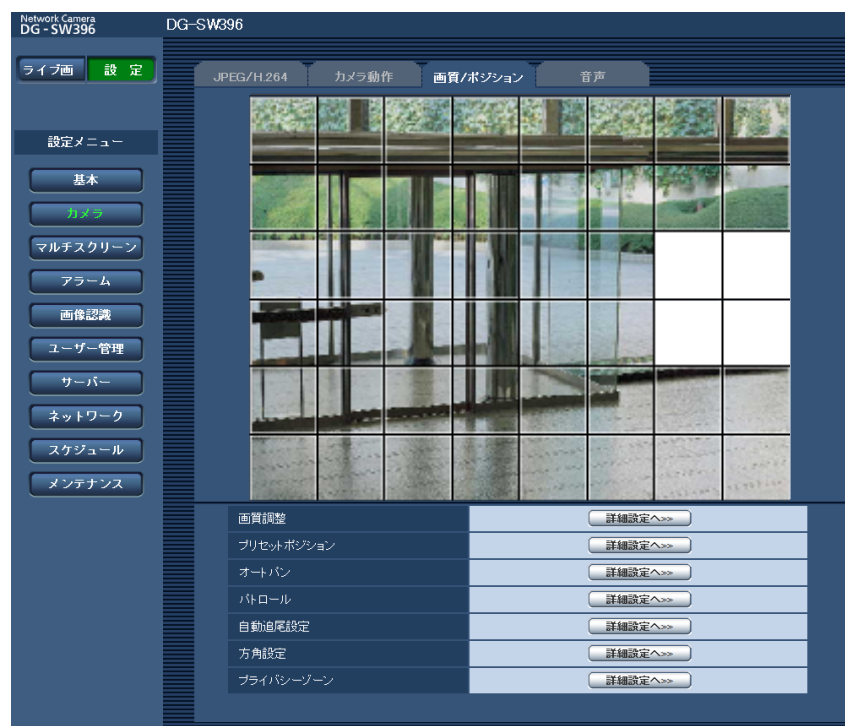 Network Camera
DG-SW396
DG-SW396
ライブ画
設 定
JPEG/H.264
カメラ動作
画質/ポジション
音声
設定メニュー
基本
カメラ
マルチスクリーン
アラーム
画像認識
ユーザー管理
サーバー
ネットワーク
スケジュール
メンテナンス
画質調整
詳細設定へ>>
プリセットポジション
詳細設定へ>>
オートパン
詳細設定へ>>
パトロール
詳細設定へ>>
自動追尾設定
詳細設定へ>>
方角設定
詳細設定へ>>
プライバシーゾーン
詳細設定へ>>